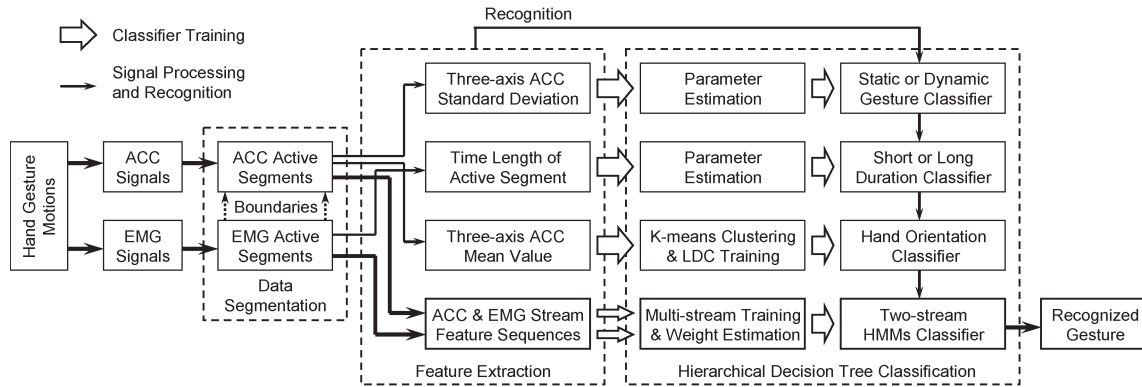 Recognition
Classifier Training
Signal Processing
and Recognition
Hand Gesture
Motions
ACC
Signals
EMG
Signals
ACC Active
Segments
Boundaries
EMG Active
Segments
Data
Segmentation
Three-axis ACC
Standard Deviation
Time Length of
Active Segment
Three-axis ACC
Mean Value
ACC & EMG Stream
Feature Sequences
Feature Extraction
Parameter
Estimation
Parameter
Estimation
K-means Clustering
& LDC Training
Multi-stream Training
& Weight Estimation
Static or Dynamic
Gesture Classifier
Short or Long
Duration Classifier
Hand Orientation
Classifier
Two-stream
HMMs Classifier
Hierarchical Decision Tree Classification
Recognized
Gesture